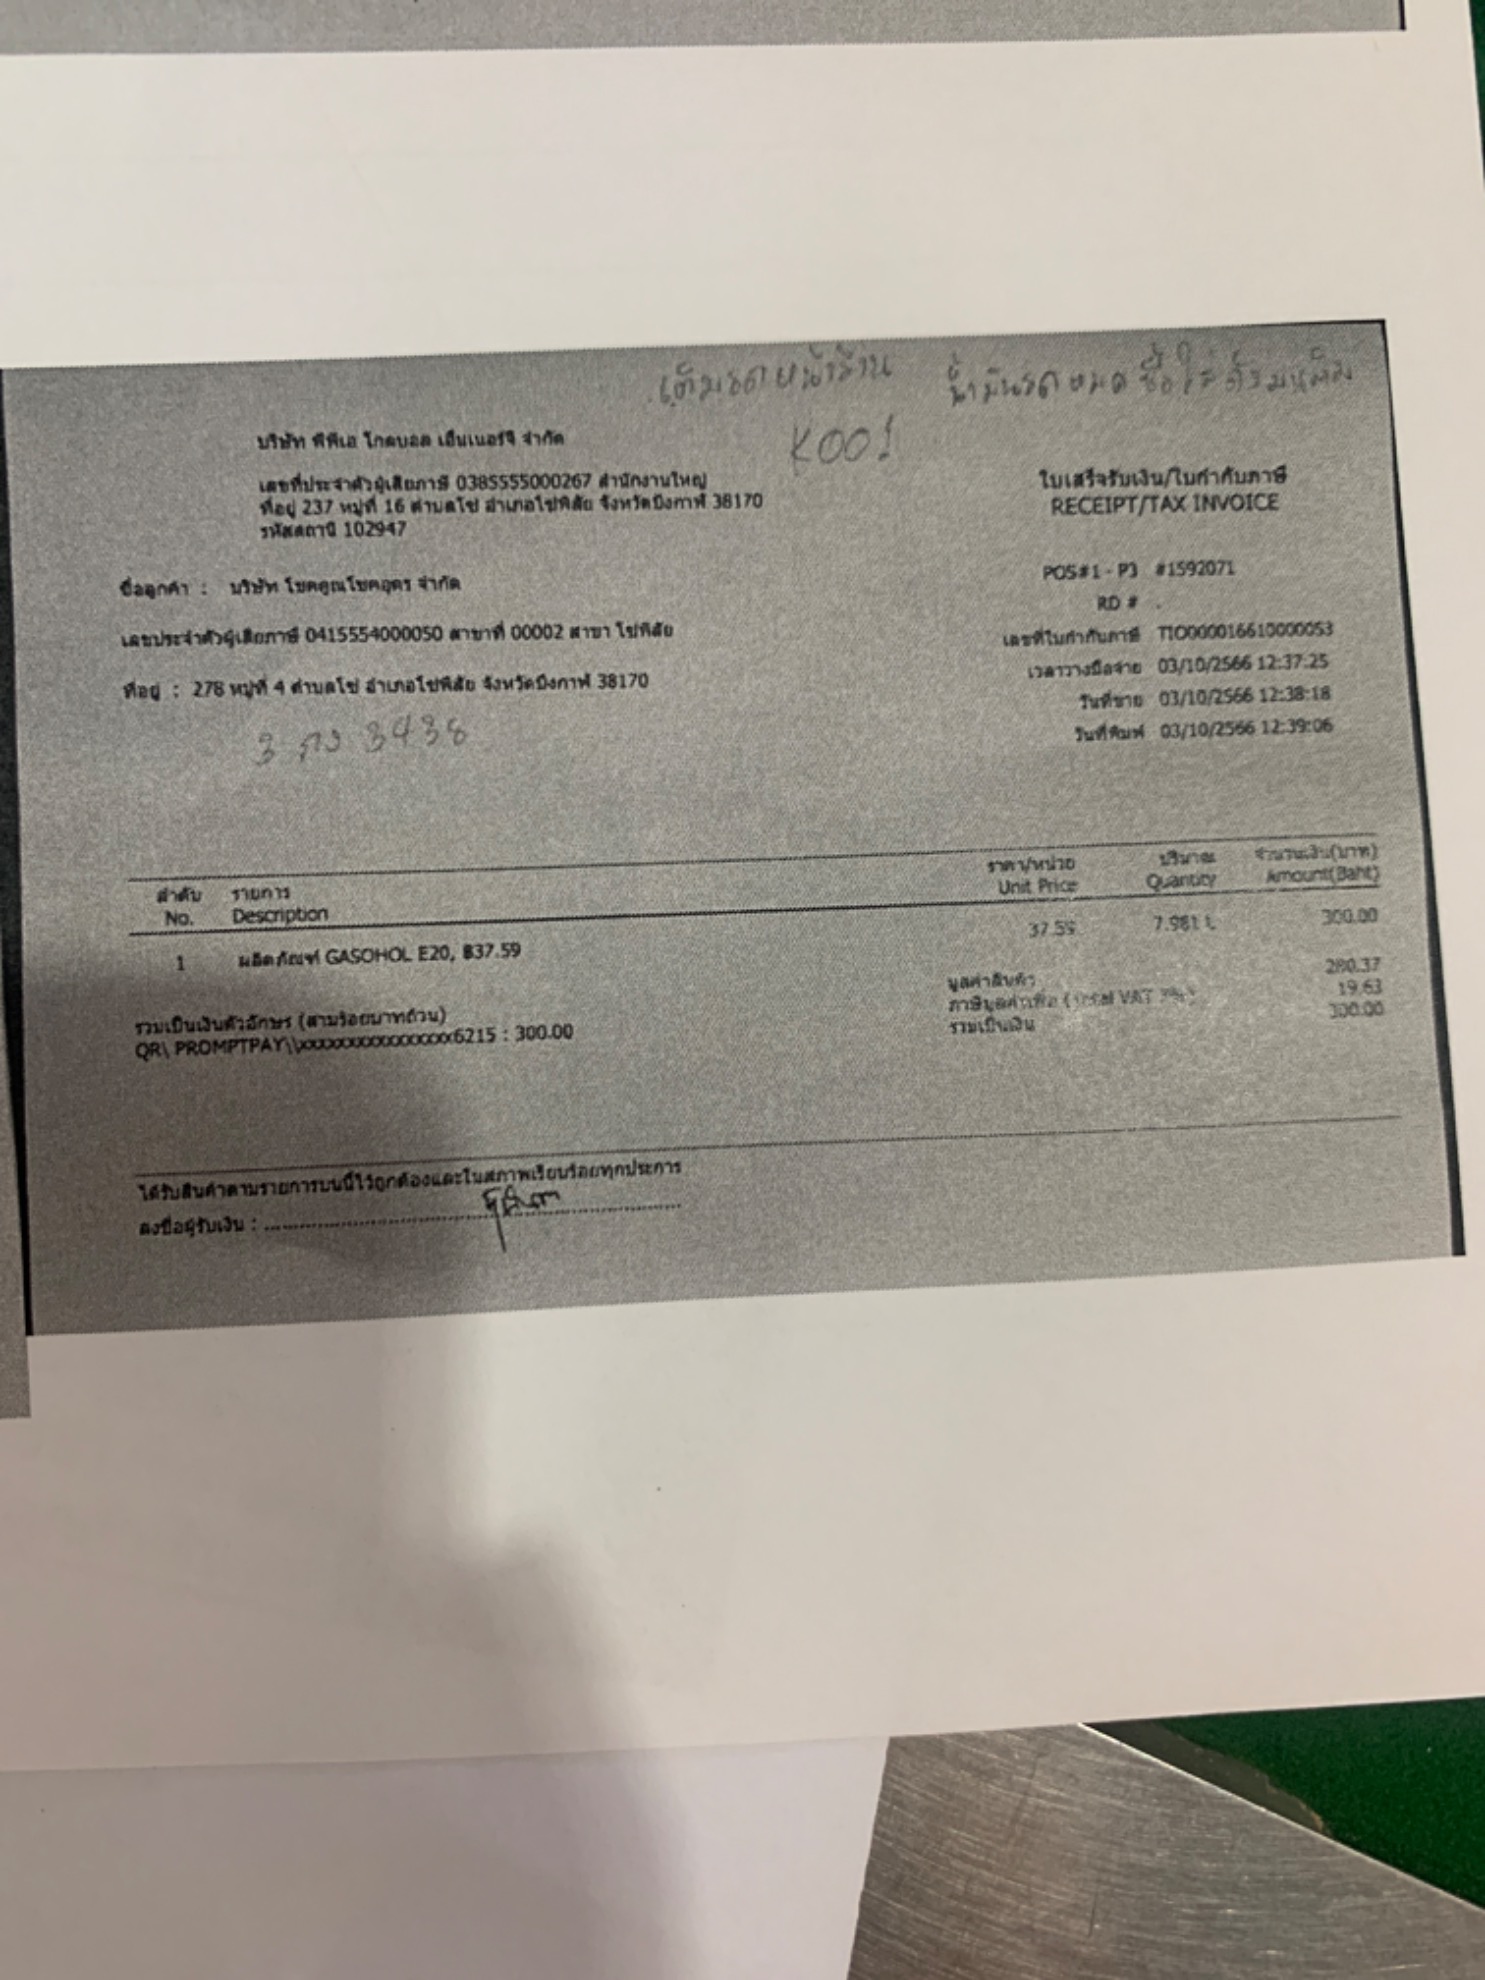 เติมรถหน้าร้าน น้ำมันรถหมด ซื้อใส่ถัง
K001
บริษัท พีพีเอ โกลบอล เอ็นเนอร์จี จำกัด
เลขที่ประจำตัวผู้เสียภาษี 0385555000267 สำนักงานใหญ่
ที่อยู่ 237 หมู่ที่ 16 ตำบลโซ่ อำเภอโซ่พิสัย จังหวัดบึงกาฬ 38170
รหัสสถานี 102947
ใบเสร็จรับเงิน/ใบกำกับภาษี
RECEIPT/TAX INVOICE
ชื่อลูกค้า : บริษัท โชคคูณโชคอุดร จำกัด
เลขประจำตัวผู้เสียภาษี 0415554000050 สาขาที่ 00002 สาขา โซ่พิสัย
ที่อยู่ : 278 หมู่ที่ 4 ตำบลโซ่ อำเภอโซ่พิสัย จังหวัดบึงกาฬ 38170
3 กง 3438
POS#1 - P3 #1592071
RD # .
เลขที่ใบกำกับภาษี TIO000016610000053
เวลาวางมือจ่าย 03/10/2566 12:37:25
วันที่ขาย 03/10/2566 12:38:18
วันที่พิมพ์ 03/10/2566 12:39:06
ลำดับ รายการ ราคา/หน่วย ปริมาณ จำนวนเงิน(บาท)
No. Description Unit Price Quantity Amount(Baht)
1 ผลิตภัณฑ์ GASOHOL E20, ฿37.59 37.59 7.981 L 300.00
มูลค่าสินค้า 280.37
ภาษีมูลค่าเพิ่ม (Total VAT 7%) 19.63
รวมเป็นเงิน 300.00
รวมเป็นเงินตัวอักษร (สามร้อยบาทถ้วน)
QR\ PROMPTPAY\\xxxxxxxxxxxxxxxxxx6215 : 300.00
ได้รับสินค้าตามรายการบนนี้ไว้ถูกต้องและในสภาพเรียบร้อยทุกประการ
ลงชื่อผู้รับเงิน :